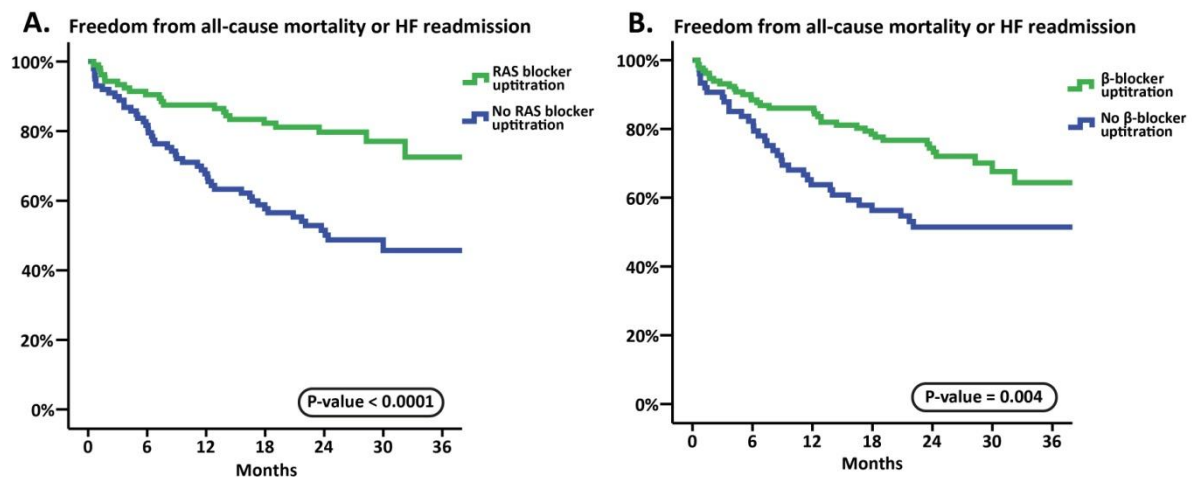 A. Freedom from all-cause mortality or HF readmission
100%
80%
60%
40%
20%
0%
RAS blocker
uptitration
No RAS blocker
uptitration
P-value < 0.0001
0 6 12 18 24 30 36
Months
B. Freedom from all-cause mortality or HF readmission
100%
80%
60%
40%
20%
0%
β-blocker
uptitration
No β-blocker
uptitration
P-value = 0.004
0 6 12 18 24 30 36
Months